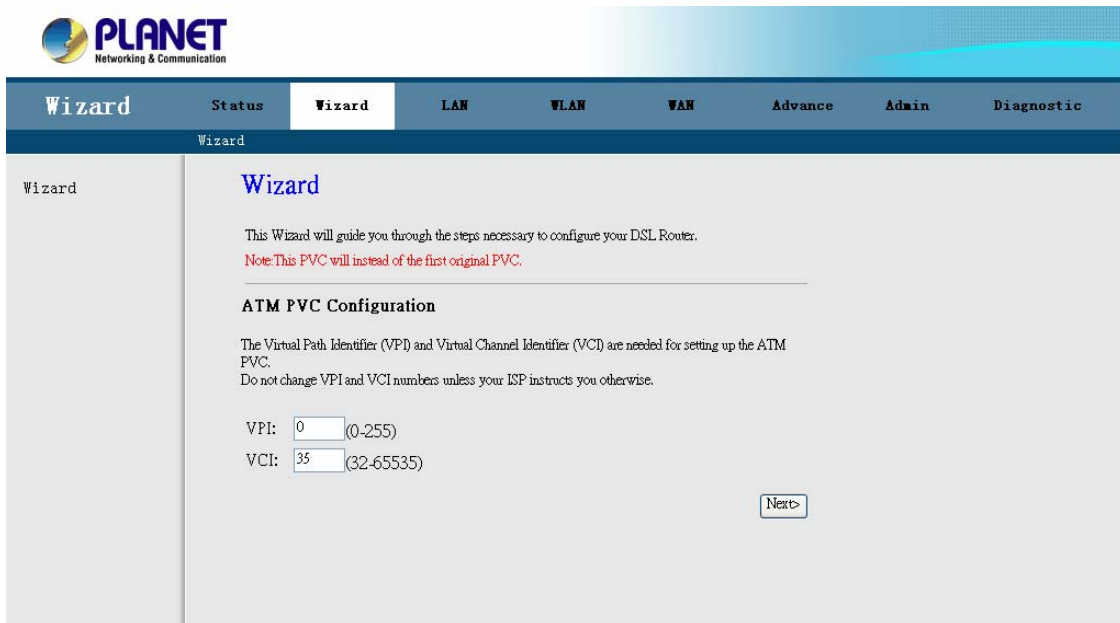 PLANET
Networking & Communication
Wizard Status Wizard LAN WLAN WAN Advance Admin Diagnostic
Wizard
Wizard
Wizard
This Wizard will guide you through the steps necessary to configure your DSL Router.
Note:This PVC will instead of the first original PVC.
ATM PVC Configuration
The Virtual Path Identifier (VPI) and Virtual Channel Identifier (VCI) are needed for setting up the ATM
PVC.
Do not change VPI and VCI numbers unless your ISP instructs you otherwise.
VPI: 0 (0-255)
VCI: 35 (32-65535)
Next>